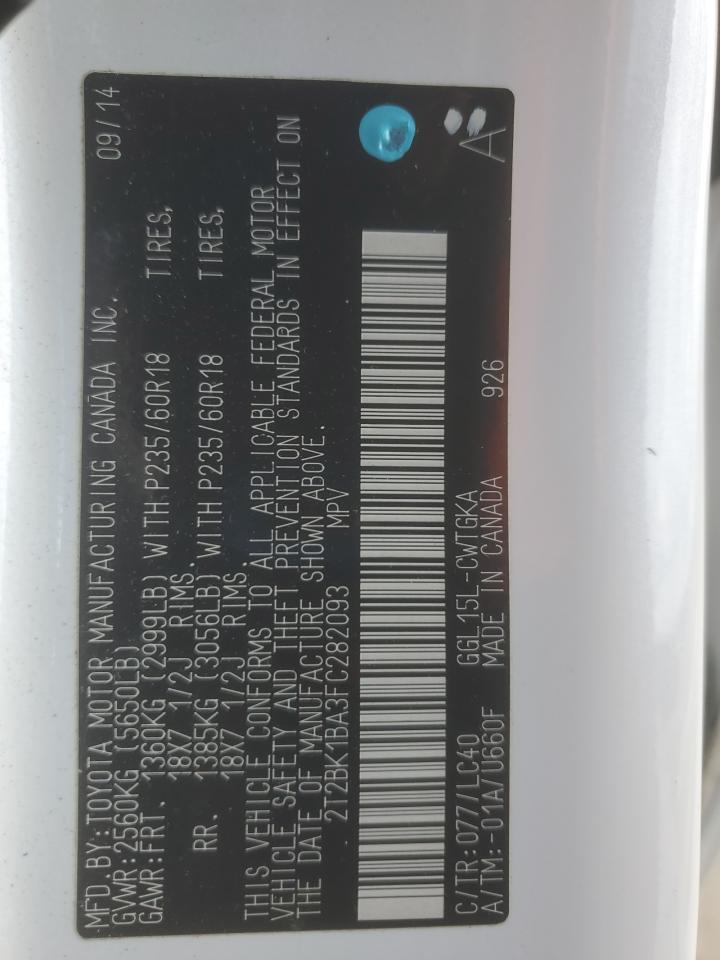 MFD.BY:TOYOTA MOTOR MANUFACTURING CANADA INC. 09/14
GVWR:2560KG (5650LB)
GAWR:FRT. 1360KG (2999LB) WITH P235/60R18 TIRES,
18X7 1/2J RIMS.
RR. 1385KG (3056LB) WITH P235/60R18 TIRES,
18X7 1/2J RIMS.
THIS VEHICLE CONFORMS TO ALL APPLICABLE FEDERAL MOTOR
VEHICLE SAFETY AND THEFT PREVENTION STANDARDS IN EFFECT ON
THE DATE OF MANUFACTURE SHOWN ABOVE.
2T2BK1BA3FC282093 MPV
C/TR:077/LC40 GGL15L-CWTGKA A
A/TM:-01A/U660F MADE IN CANADA 926